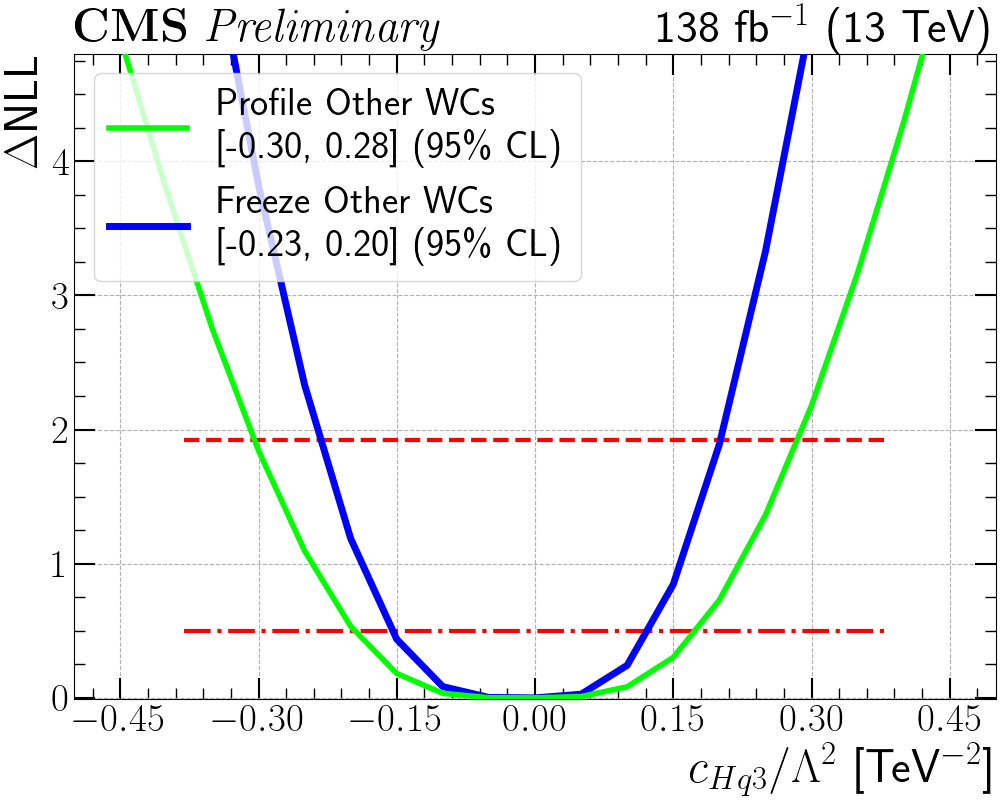 CMS Preliminary 138 fb⁻¹ (13 TeV)
ΔNLL
Profile Other WCs
[-0.30, 0.28] (95% CL)
Freeze Other WCs
[-0.23, 0.20] (95% CL)
4
3
2
1
0
−0.45 −0.30 −0.15 0.00 0.15 0.30 0.45
c_{Hq3}/Λ² [TeV⁻²]